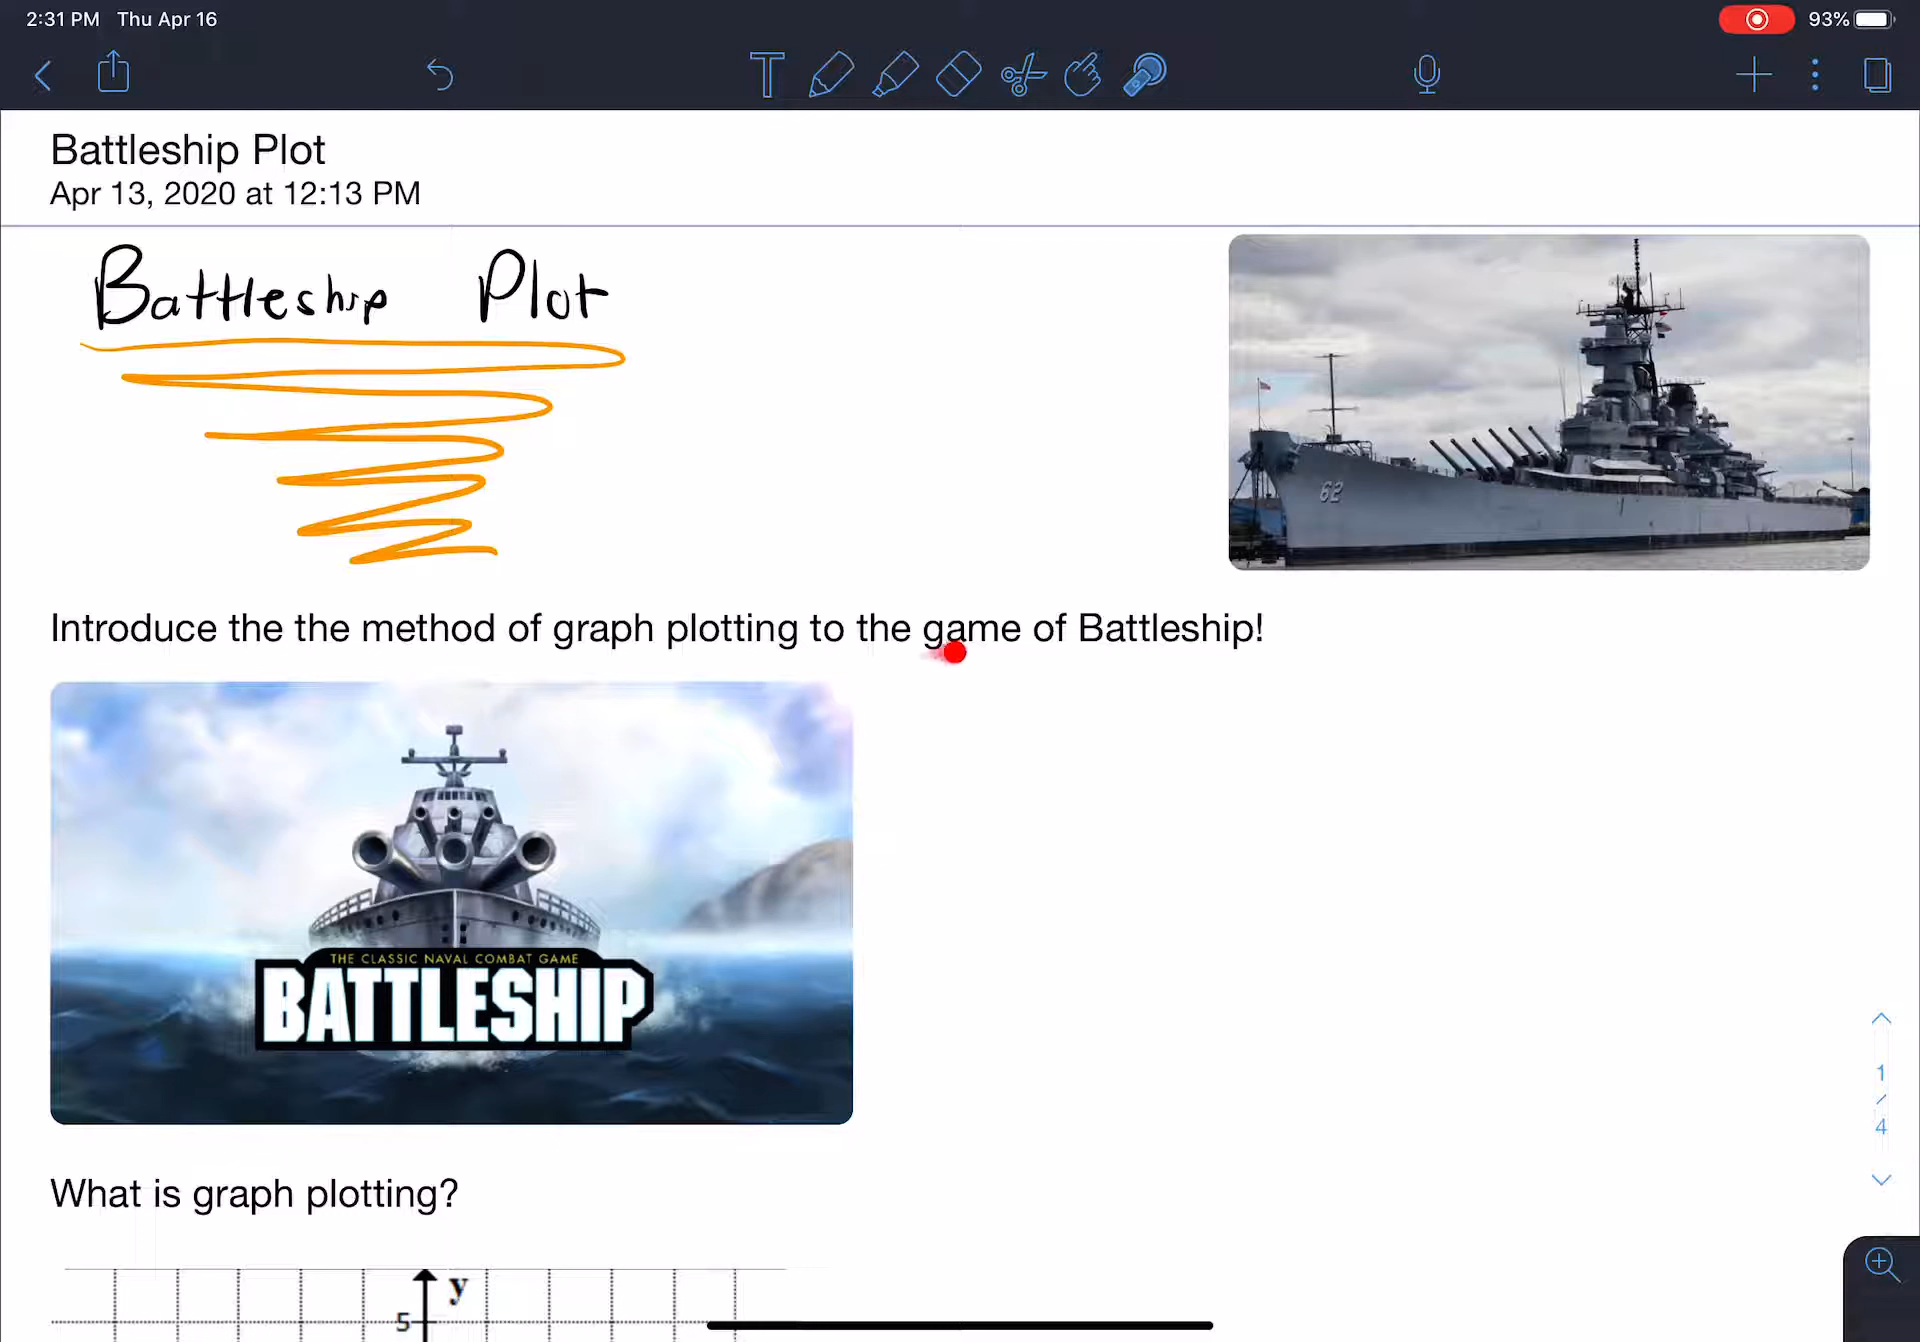 2:31 PM Thu Apr 16
93%
Battleship Plot
Apr 13, 2020 at 12:13 PM
Battleship Plot
62
Introduce the the method of graph plotting to the game of Battleship!
THE CLASSIC NAVAL COMBAT GAME
BATTLESHIP
1
/
4
What is graph plotting?
y
5